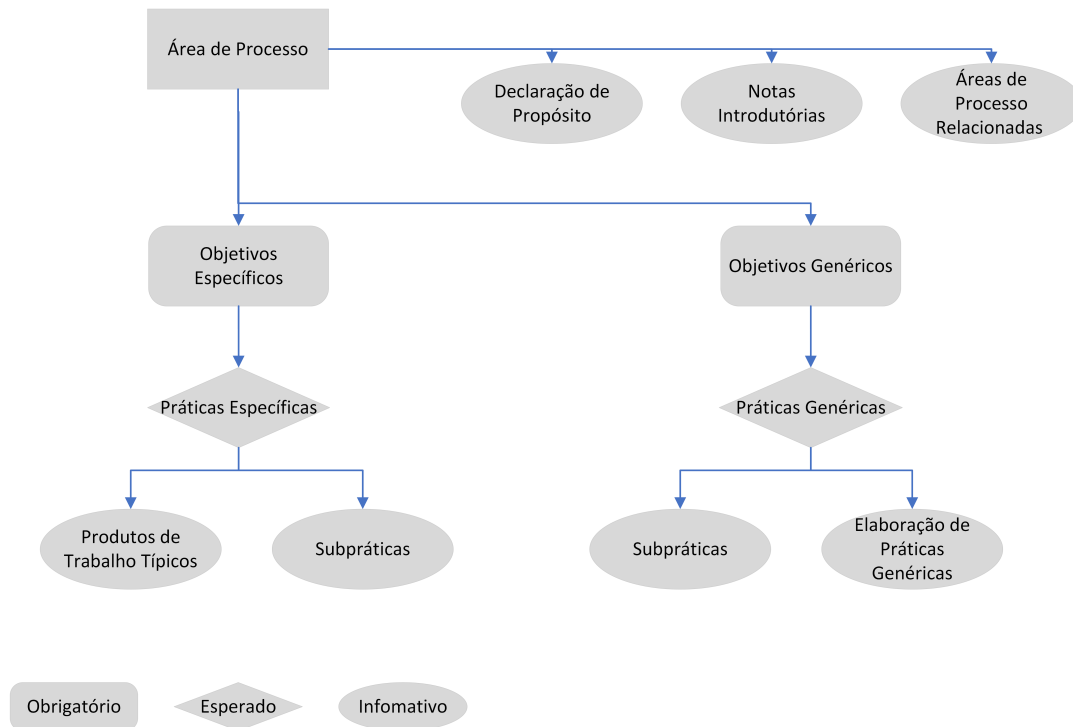 Área de Processo
Declaração de
Propósito
Notas
Introdutórias
Áreas de
Processo
Relacionadas
Objetivos
Específicos
Objetivos Genéricos
Práticas Específicas
Práticas Genéricas
Produtos de
Trabalho Típicos
Subpráticas
Subpráticas
Elaboração de
Práticas
Genéricas
Obrigatório
Esperado
Infomativo